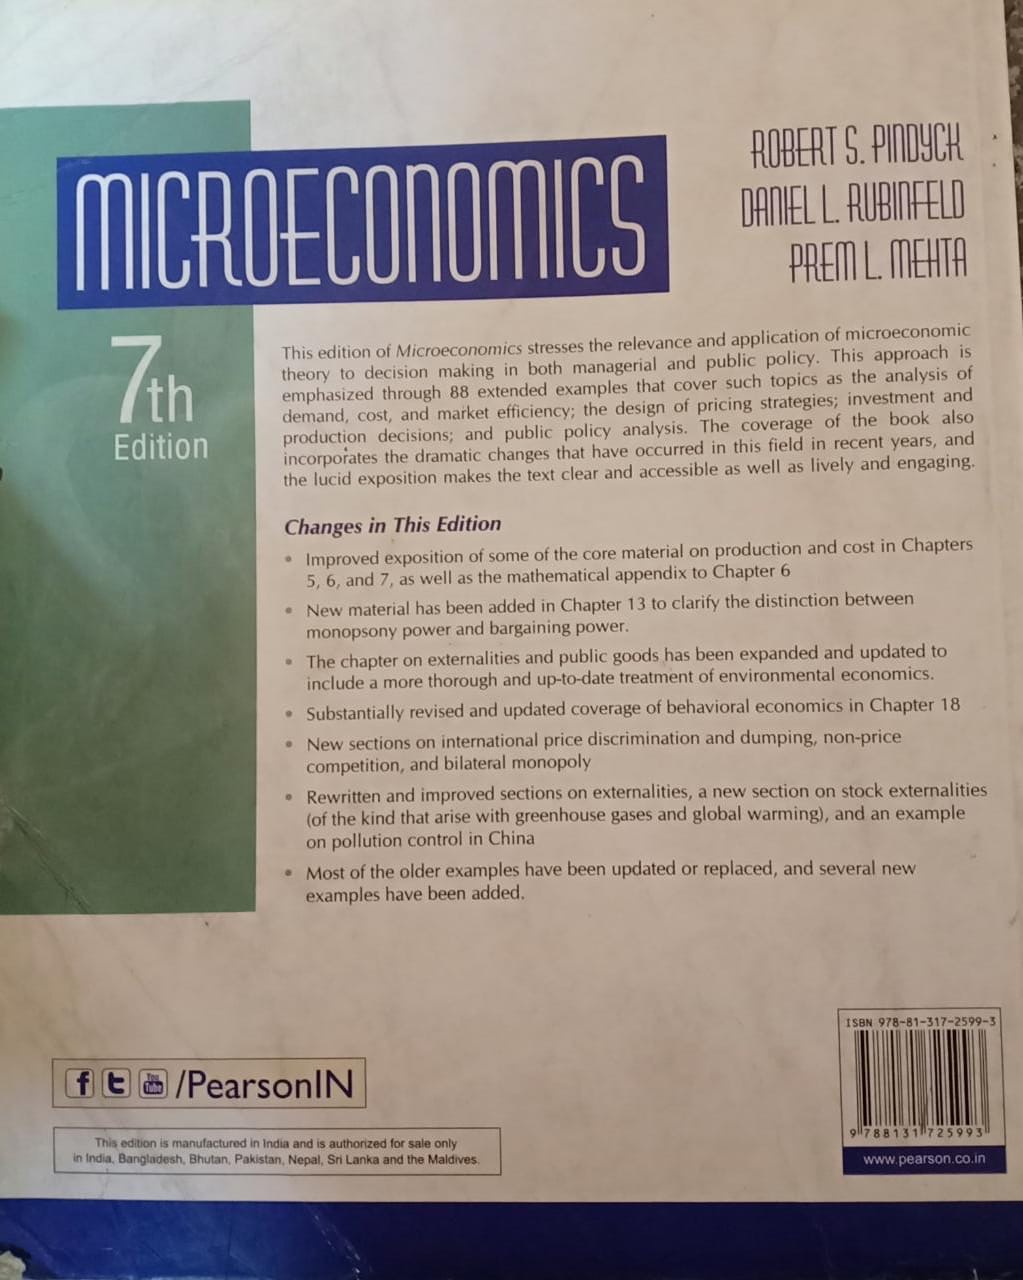 MICROECONOMICS
ROBERT S. PINDYCK
DANIEL L. RUBINFELD
PREM L. MEHTA
7th
Edition
This edition of Microeconomics stresses the relevance and application of microeconomic
theory to decision making in both managerial and public policy. This approach is
emphasized through 88 extended examples that cover such topics as the analysis of
demand, cost, and market efficiency; the design of pricing strategies; investment and
production decisions; and public policy analysis. The coverage of the book also
incorporates the dramatic changes that have occurred in this field in recent years, and
the lucid exposition makes the text clear and accessible as well as lively and engaging.
Changes in This Edition
• Improved exposition of some of the core material on production and cost in Chapters
5, 6, and 7, as well as the mathematical appendix to Chapter 6
• New material has been added in Chapter 13 to clarify the distinction between
monopsony power and bargaining power.
• The chapter on externalities and public goods has been expanded and updated to
include a more thorough and up-to-date treatment of environmental economics.
• Substantially revised and updated coverage of behavioral economics in Chapter 18
• New sections on international price discrimination and dumping, non-price
competition, and bilateral monopoly
• Rewritten and improved sections on externalities, a new section on stock externalities
(of the kind that arise with greenhouse gases and global warming), and an example
on pollution control in China
• Most of the older examples have been updated or replaced, and several new
examples have been added.
ISBN 978-81-317-2599-3
9 788131 725993
www.pearson.co.in
f t You Tube /PearsonIN
This edition is manufactured in India and is authorized for sale only
in India, Bangladesh, Bhutan, Pakistan, Nepal, Sri Lanka and the Maldives.